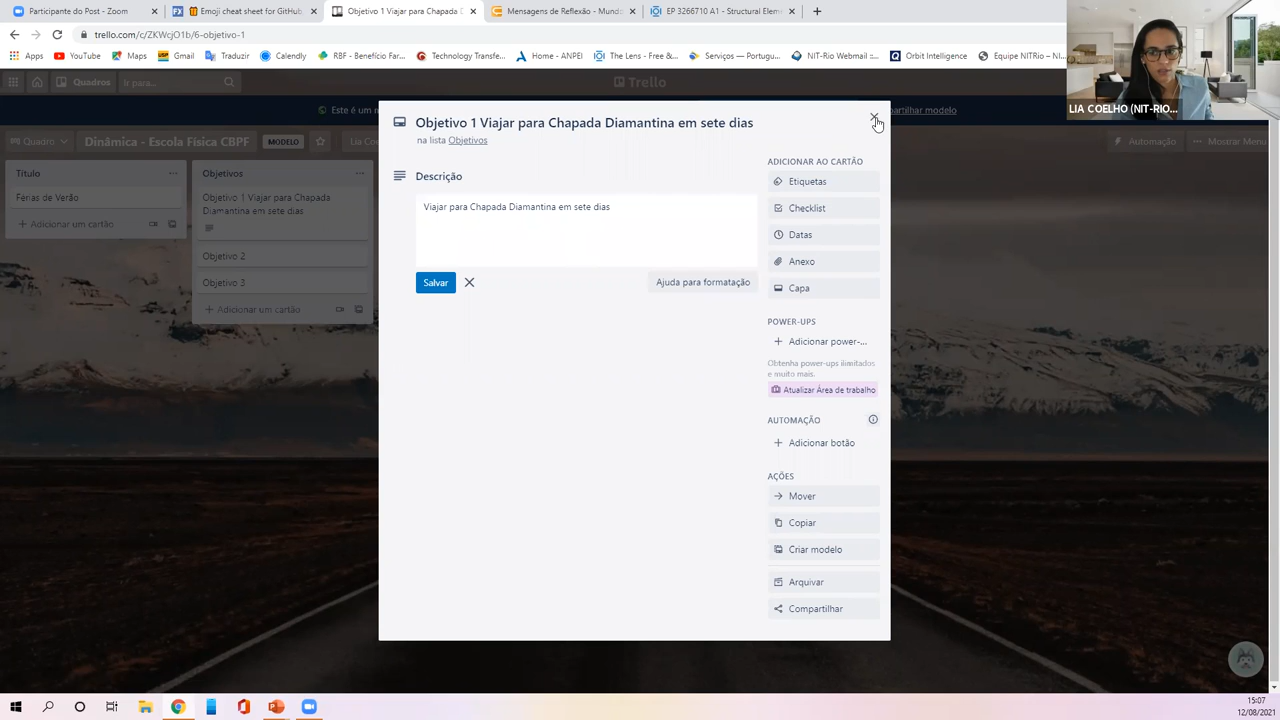 Participante do Post - Zoom
Emoji cheat sheet for GitHub,
Objetivo 1 Viajar para Chapada D
Mensagens de Reflexão - Mundo
EP 3266710 A1 - Structural Elem
trello.com/c/ZKWcjO1b/6-objetivo-1
YouTube
Maps
Gmail
Traduzir
Calendly
RBF - Benefício Far...
Technology Transfe...
Home - ANPEI
The Lens - Free &...
Serviços — Portugu...
NIT-Rio Webmail ::...
Orbit Intelligence
Equipe NITRio – NI...
LIA COELHO (NIT-RIO...
Quadros
Ir para...
Trello
Este é um m
partilhar modelo
Quadro
Dinâmica - Escola Física CBPF
MODELO
Lia Coe
Automação
Mostrar Menu
Título
Férias de Verão
+ Adicionar um cartão
Objetivos
Objetivo 1 Viajar para Chapada
Diamantina em sete dias
Objetivo 2
Objetivo 3
+ Adicionar um cartão
Objetivo 1 Viajar para Chapada Diamantina em sete dias
na lista Objetivos
Descrição
Viajar para Chapada Diamantina em sete dias
Salvar
Ajuda para formatação
ADICIONAR AO CARTÃO
Etiquetas
Checklist
Datas
Anexo
Capa
POWER-UPS
+ Adicionar power-...
Obtenha power-ups ilimitados
e muito mais.
Atualizar Área de trabalho
AUTOMAÇÃO
+ Adicionar botão
AÇÕES
Mover
Copiar
Criar modelo
Arquivar
Compartilhar
15:07
12/08/2021